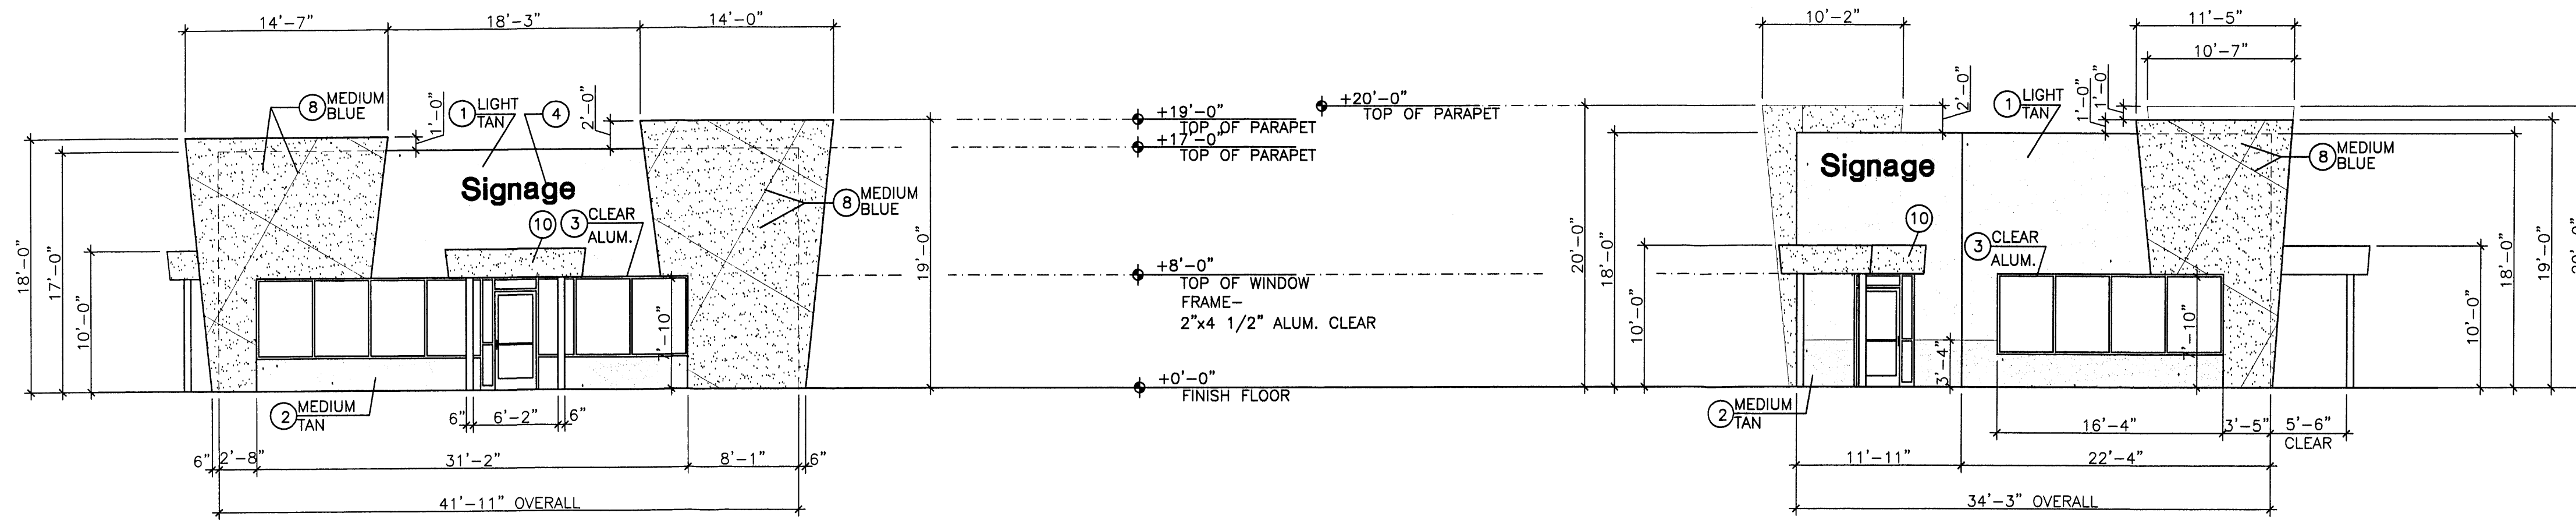 14'-7"
18'-3"
14'-0"
8 MEDIUM
BLUE
1'-0"
1 LIGHT
TAN
4
2'-0"
Signage
10
3 CLEAR
ALUM.
8 MEDIUM
BLUE
18'-0"
17'-0"
10'-0"
19'-0"
2 MEDIUM
TAN
6"
6'-2"
6"
6"
2'-8"
31'-2"
8'-1"
6"
41'-11" OVERALL
+19'-0"
TOP OF PARAPET
+17'-0"
TOP OF PARAPET
+20'-0"
TOP OF PARAPET
+8'-0"
TOP OF WINDOW
FRAME-
2"x4 1/2" ALUM. CLEAR
+0'-0"
FINISH FLOOR
10'-2"
11'-5"
10'-7"
2'-0"
1 LIGHT
TAN
1'-0"
1'-0"
8 MEDIUM
BLUE
Signage
10
3 CLEAR
ALUM.
20'-0"
18'-0"
10'-0"
3'-4"
10'-0"
18'-0"
19'-0"
2 MEDIUM
TAN
16'-4"
3'-5"
5'-6"
CLEAR
11'-11"
22'-4"
34'-3" OVERALL